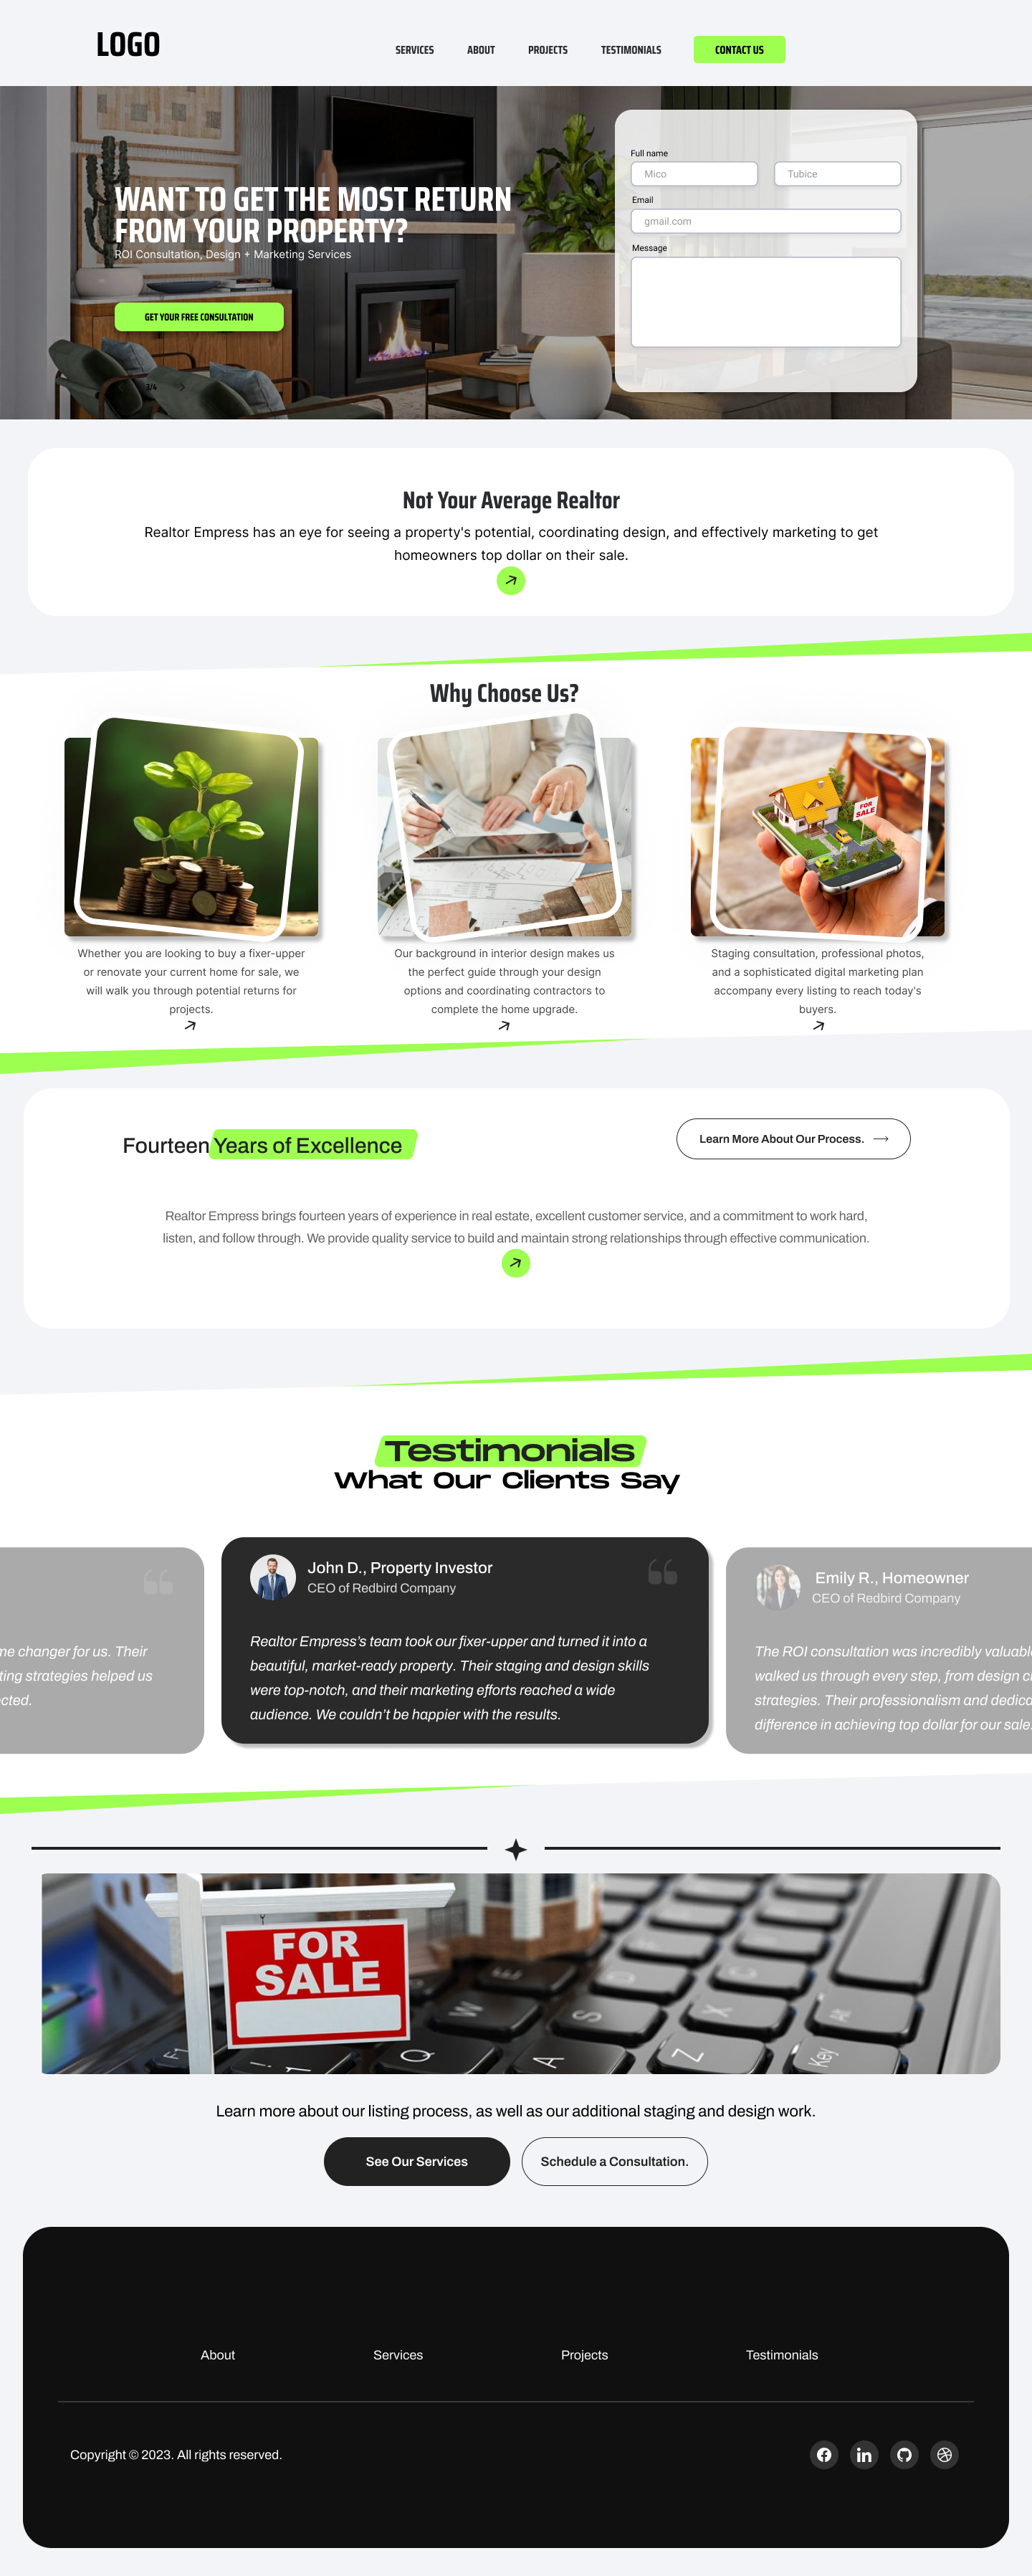 LOGO
SERVICES
ABOUT
PROJECTS
TESTIMONIALS
CONTACT US
WANT TO GET THE MOST RETURN
FROM YOUR PROPERTY?
ROI Consultation, Design + Marketing Services
GET YOUR FREE CONSULTATION
3/4
Full name
Mico
Tubice
Email
gmail.com
Message
Not Your Average Realtor
Realtor Empress has an eye for seeing a property's potential, coordinating design, and effectively marketing to get
homeowners top dollar on their sale.
Why Choose Us?
FOR
SALE
Whether you are looking to buy a fixer-upper
or renovate your current home for sale, we
will walk you through potential returns for
projects.
Our background in interior design makes us
the perfect guide through your design
options and coordinating contractors to
complete the home upgrade.
Staging consultation, professional photos,
and a sophisticated digital marketing plan
accompany every listing to reach today's
buyers.
Fourteen Years of Excellence
Learn More About Our Process.
Realtor Empress brings fourteen years of experience in real estate, excellent customer service, and a commitment to work hard,
listen, and follow through. We provide quality service to build and maintain strong relationships through effective communication.
Testimonials
What Our Clients Say
me changer for us. Their
ting strategies helped us
cted.
John D., Property Investor
CEO of Redbird Company
Realtor Empress's team took our fixer-upper and turned it into a
beautiful, market-ready property. Their staging and design skills
were top-notch, and their marketing efforts reached a wide
audience. We couldn't be happier with the results.
Emily R., Homeowner
CEO of Redbird Company
The ROI consultation was incredibly valuabl
walked us through every step, from design c
strategies. Their professionalism and dedica
difference in achieving top dollar for our sale.
FOR
SALE
Q
A
Z
S
X
Key
Learn more about our listing process, as well as our additional staging and design work.
See Our Services
Schedule a Consultation.
About
Services
Projects
Testimonials
Copyright © 2023. All rights reserved.